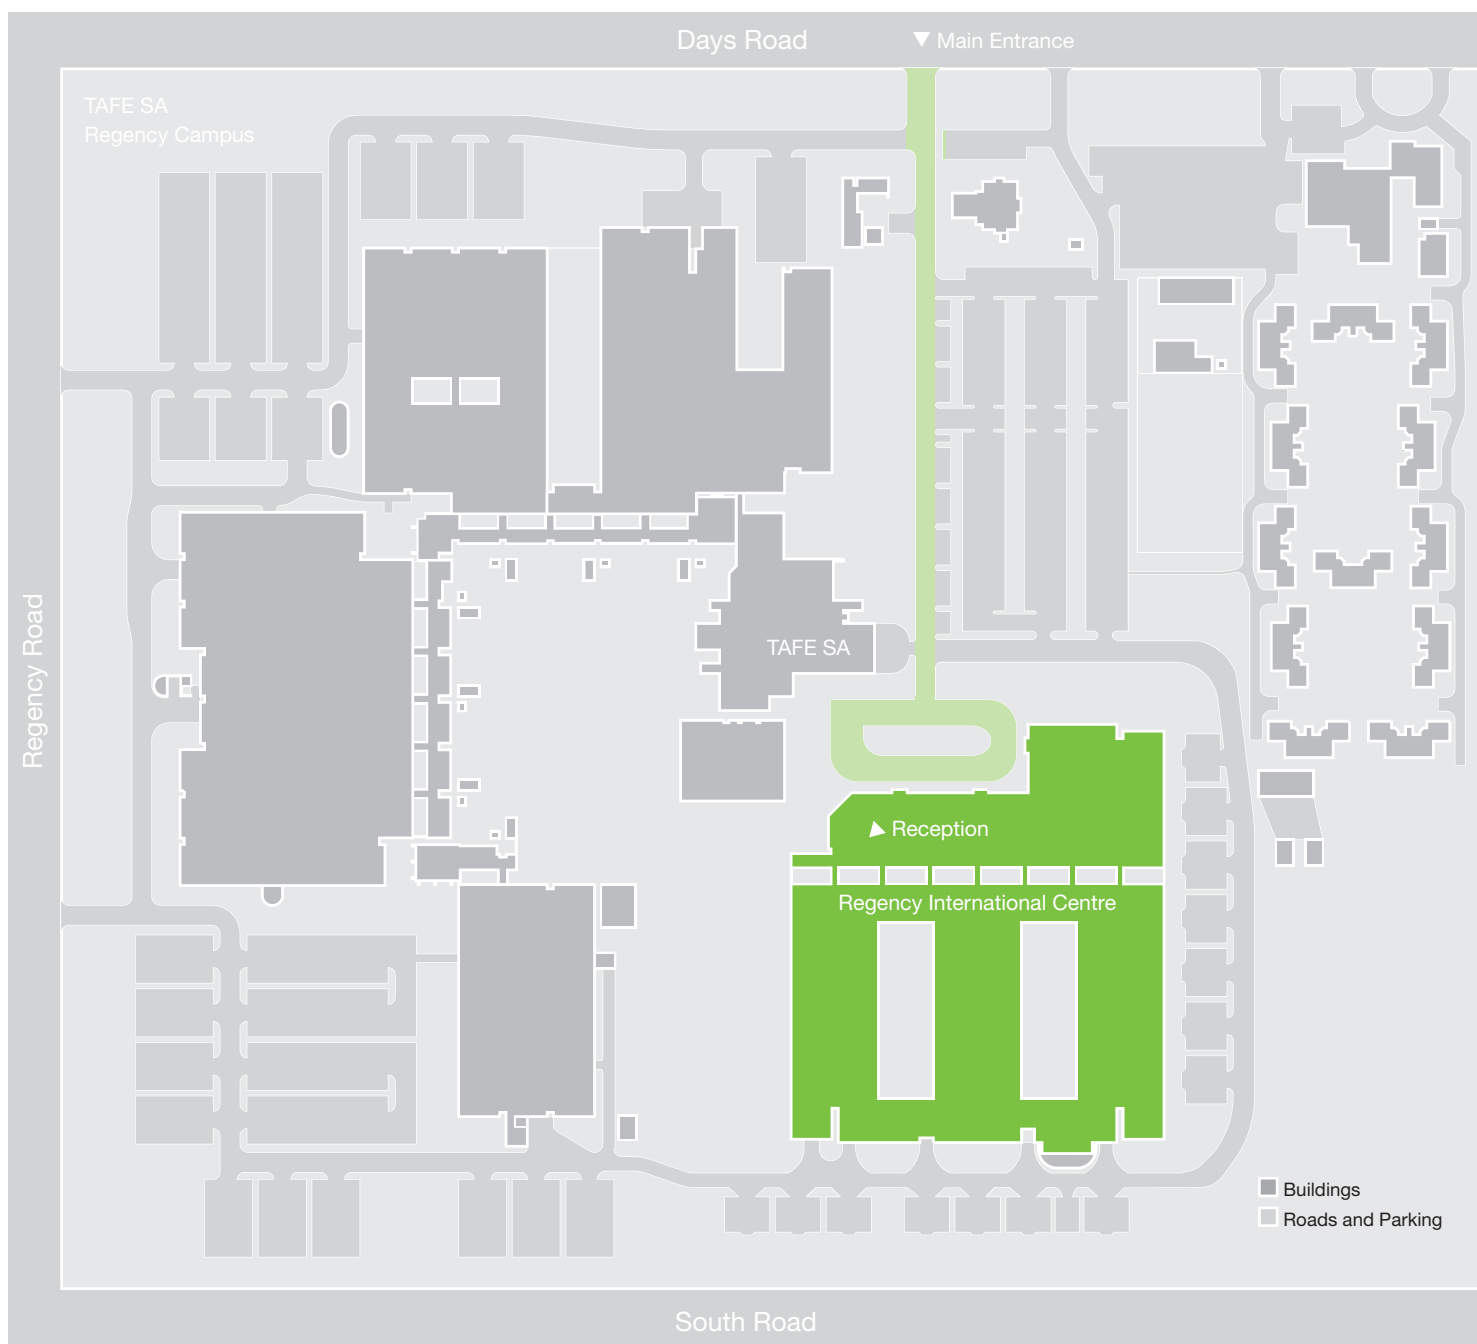 Days Road
Main Entrance
TAFE SA
Regency Campus
Regency Road
TAFE SA
Reception
Regency International Centre
Buildings
Roads and Parking
South Road